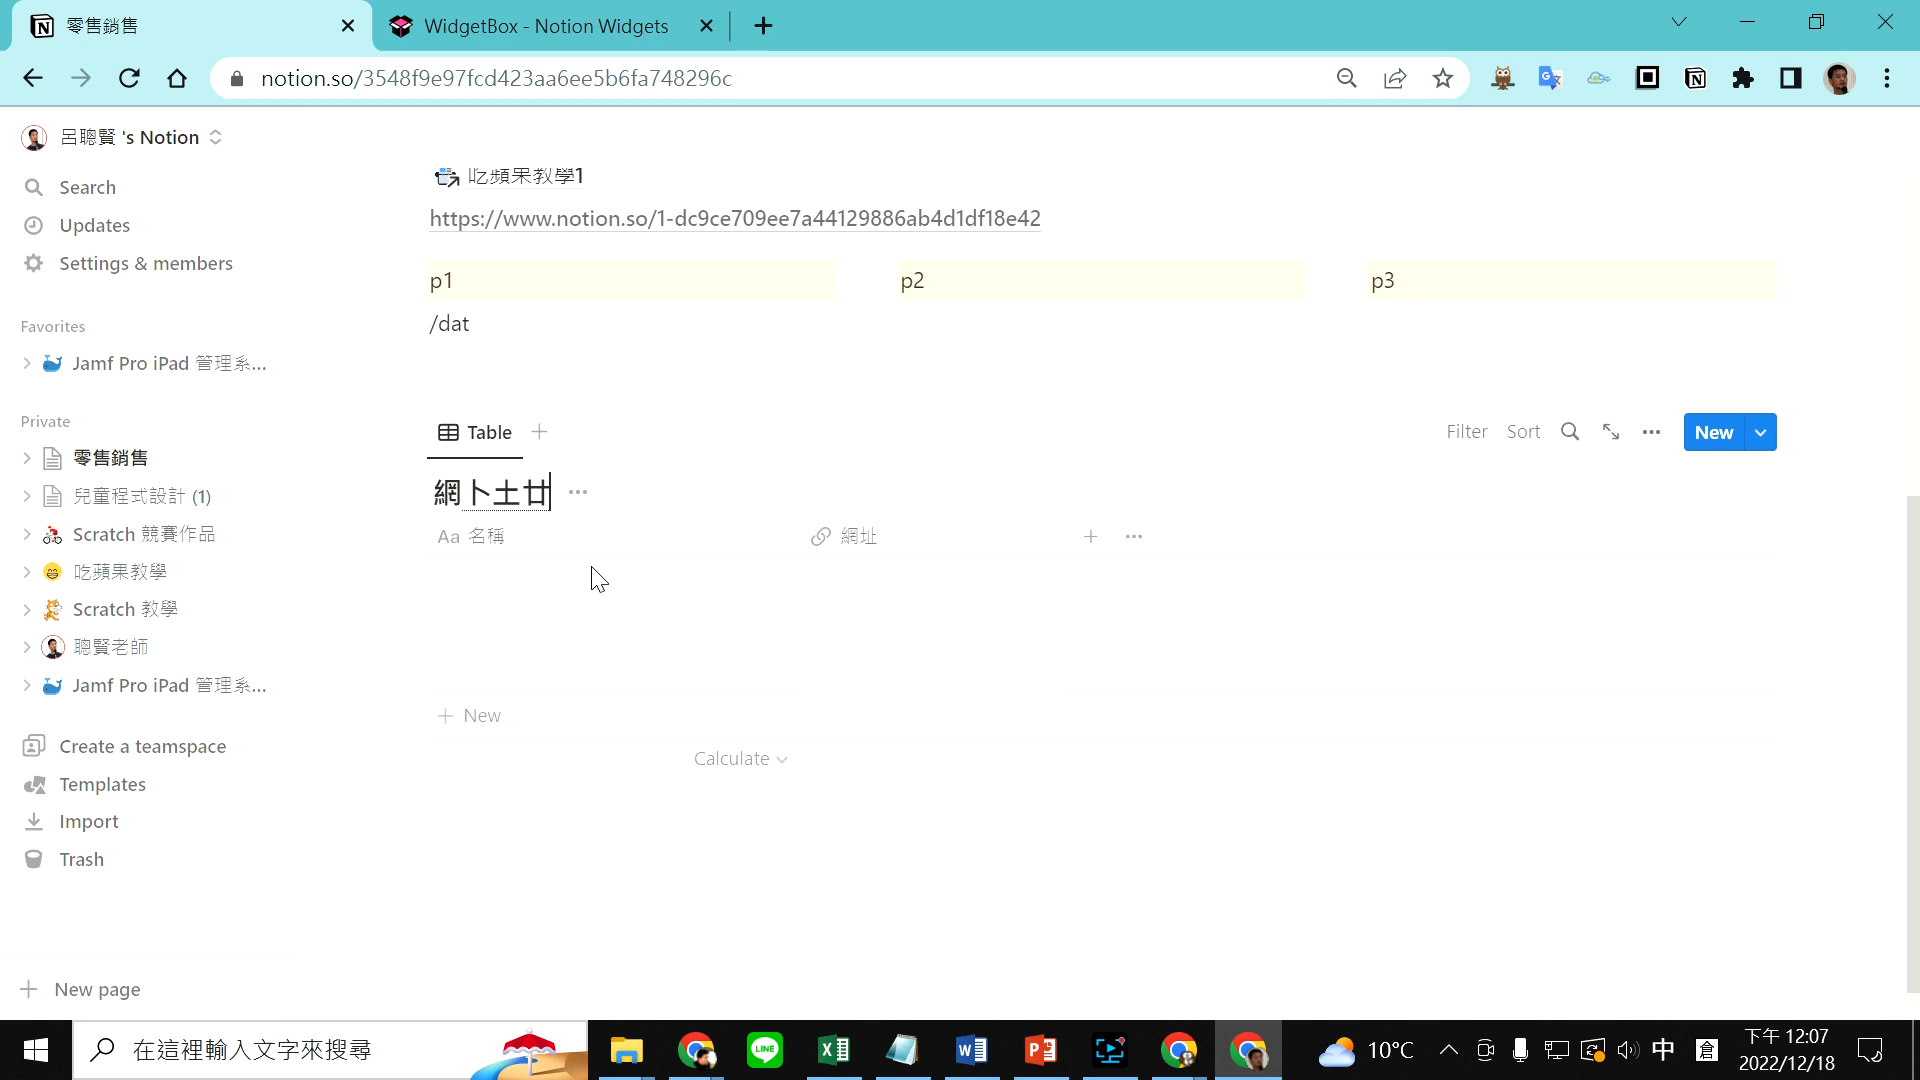 零售銷售
WidgetBox - Notion Widgets
notion.so/3548f9e97fcd423aa6ee5b6fa748296c
呂聰賢 's Notion
Search
Updates
Settings & members
Favorites
Jamf Pro iPad 管理系...
Private
零售銷售
兒童程式設計 (1)
Scratch 競賽作品
吃蘋果教學
Scratch 教學
聰賢老師
Jamf Pro iPad 管理系...
Create a teamspace
Templates
Import
Trash
New page
吃蘋果教學1
https://www.notion.so/1-dc9ce709ee7a44129886ab4d1df18e42
p1
p2
p3
/dat
Table
Filter
Sort
New
網卜土廿
Aa 名稱
網址
New
Calculate
在這裡輸入文字來搜尋
LINE
10°C
中
倉
下午 12:07
2022/12/18